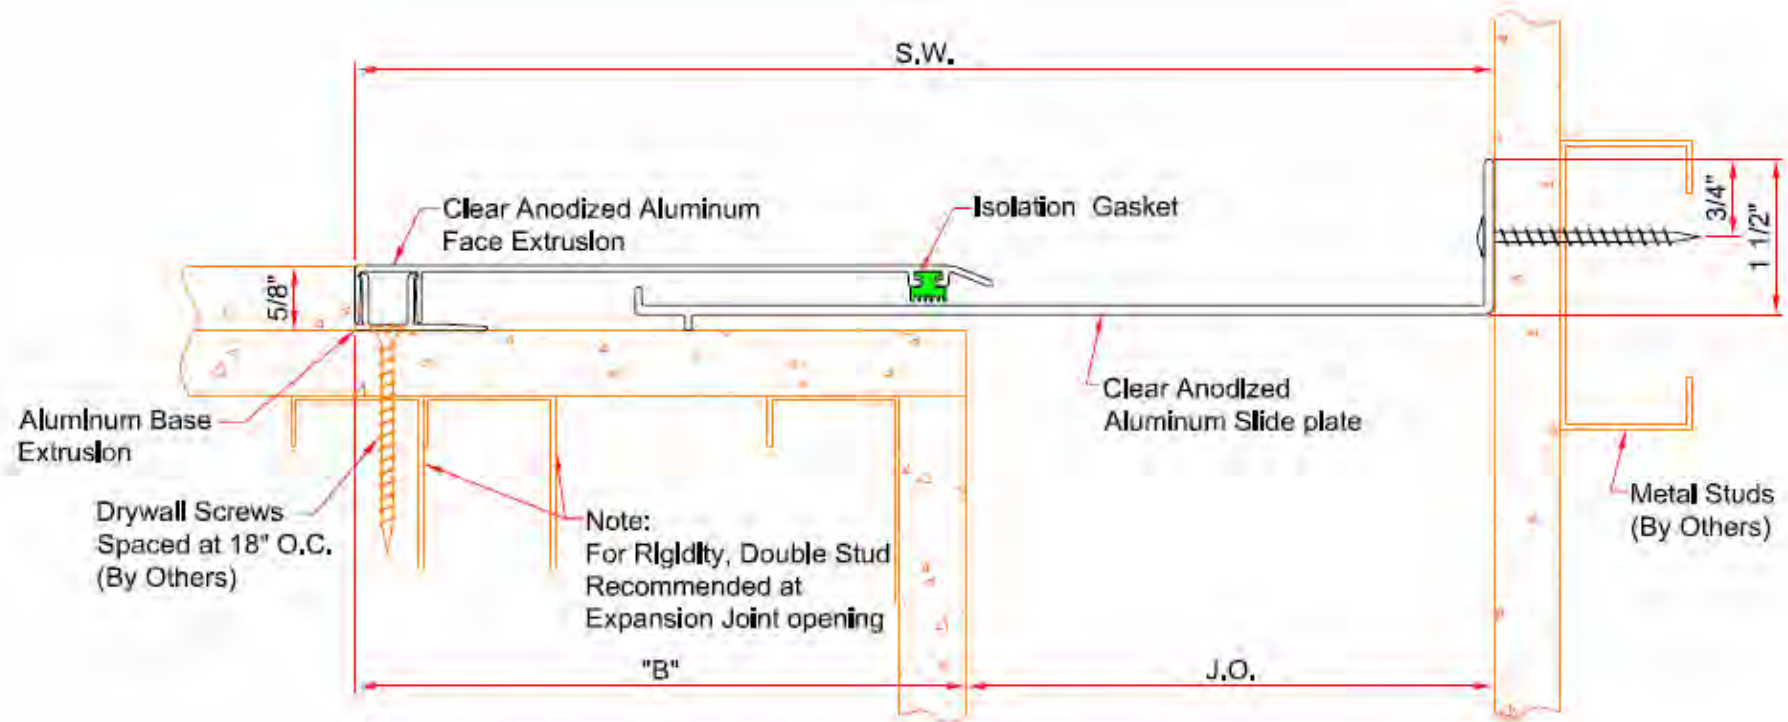 S.W.
Clear Anodized Aluminum
Face Extrusion
Isolation Gasket
3/4"
1 1/2"
5/8"
Clear Anodized
Aluminum Slide plate
Aluminum Base
Extrusion
Drywall Screws
Spaced at 18" O.C.
(By Others)
Note:
For Rigidity, Double Stud
Recommended at
Expansion Joint opening
Metal Studs
(By Others)
"B"
J.O.